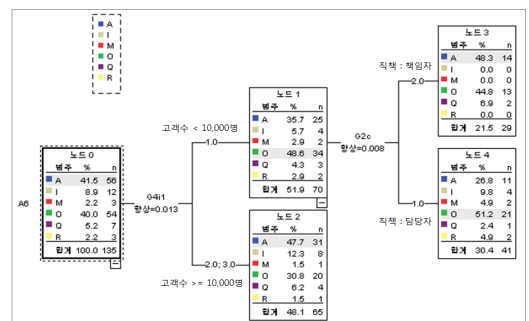 A
I
M
O
Q
R
A6
노드 0
범주 % n
A 41.5 56
I 8.9 12
M 2.2 3
O 40.0 54
Q 5.2 7
R 2.2 3
합계 100.0 135
G4i1
향상=0.013
고객수 < 10,000명
1.0
2.0; 3.0
고객수 >= 10,000명
노드 1
범주 % n
A 35.7 25
I 5.7 4
M 2.9 2
O 48.6 34
Q 4.3 3
R 2.9 2
합계 51.9 70
노드 2
범주 % n
A 47.7 31
I 12.3 8
M 1.5 1
O 30.8 20
Q 6.2 4
R 1.5 1
합계 48.1 65
G2c
향상=0.008
직책 : 책임자
2.0
1.0
직책 : 담당자
노드 3
범주 % n
A 48.3 14
I 0.0 0
M 0.0 0
O 44.8 13
Q 6.9 2
R 0.0 0
합계 21.5 29
노드 4
범주 % n
A 26.8 11
I 9.8 4
M 4.9 2
O 51.2 21
Q 2.4 1
R 4.9 2
합계 30.4 41